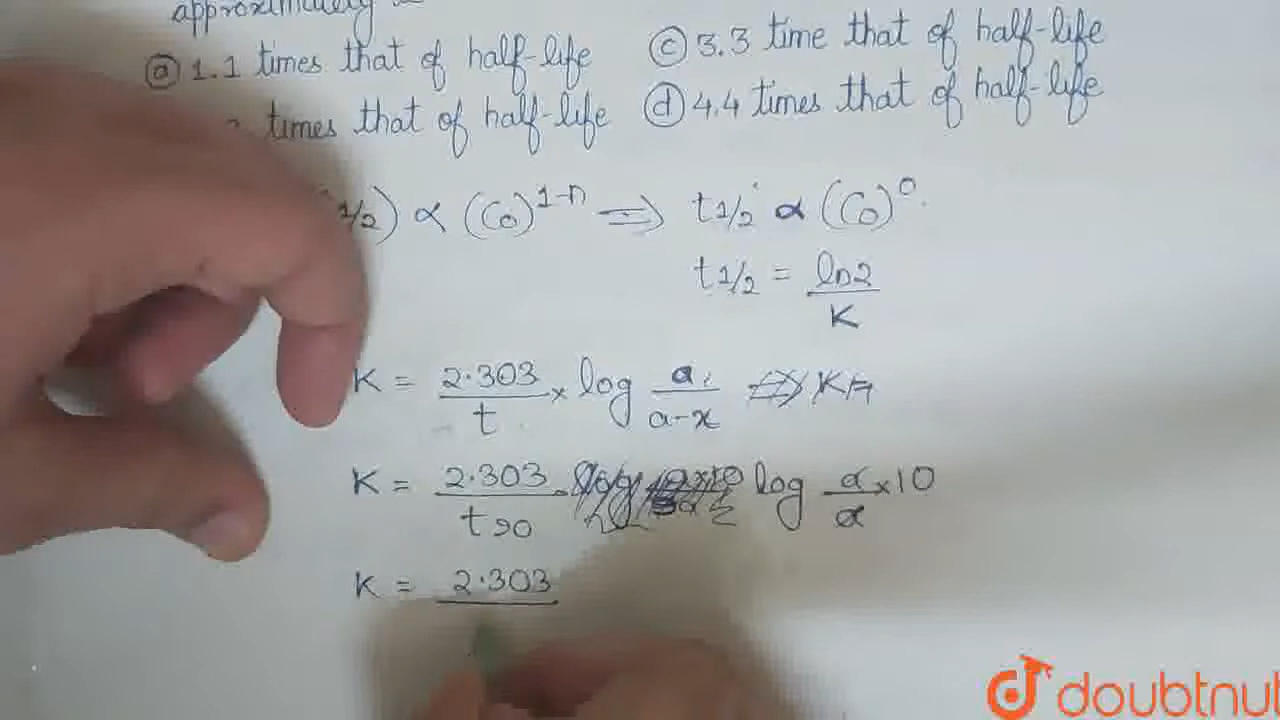 approximately
ⓐ 1.1 times that of half-life ⓒ 3.3 time that of half-life
times that of half-life ⓓ 4.4 times that of half-life
1/2) ∝ (C₀)^1-n ⇒ t1/2 ∝ (C₀)^0
t1/2 = ln2/K
K = 2.303/t × log a/a-x
K = 2.303/t90 log a×10/a
K = 2.303
doubtnut